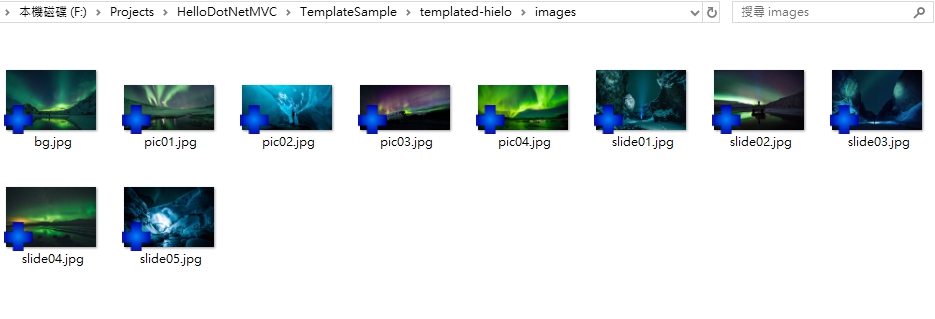 本機磁碟 (F:) > Projects > HelloDotNetMVC > TemplateSample > templated-hielo > images
搜尋 images
bg.jpg pic01.jpg pic02.jpg pic03.jpg pic04.jpg slide01.jpg slide02.jpg slide03.jpg
slide04.jpg slide05.jpg